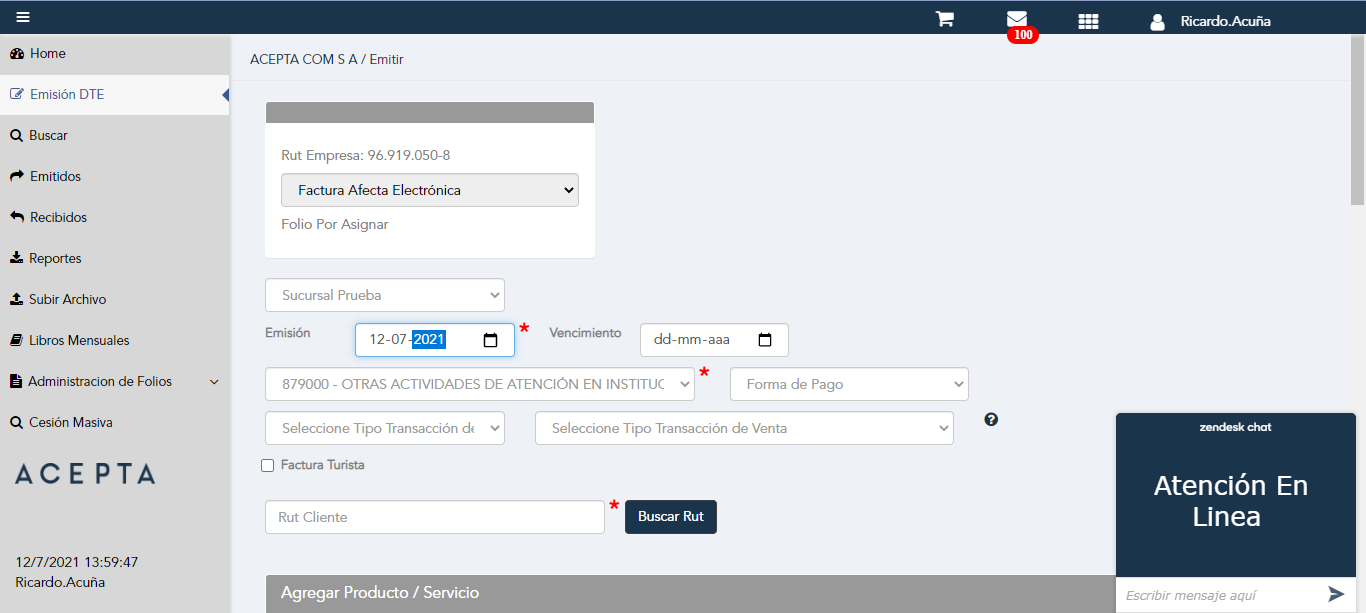 Ricardo.Acuña
100
Home
Emisión DTE
Buscar
Emitidos
Recibidos
Reportes
Subir Archivo
Libros Mensuales
Administracion de Folios
Cesión Masiva
ACEPTA
12/7/2021 13:59:47
Ricardo.Acuña
ACEPTA COM S A / Emitir
Rut Empresa: 96.919.050-8
Factura Afecta Electrónica
Folio Por Asignar
Sucursal Prueba
Emisión 12-07-2021 * Vencimiento dd-mm-aaa
879000 - OTRAS ACTIVIDADES DE ATENCIÓN EN INSTITUC * Forma de Pago
Seleccione Tipo Transacción de Seleccione Tipo Transacción de Venta ?
Factura Turista
Rut Cliente * Buscar Rut
Agregar Producto / Servicio
zendesk chat
Atención En
Linea
Escribir mensaje aquí